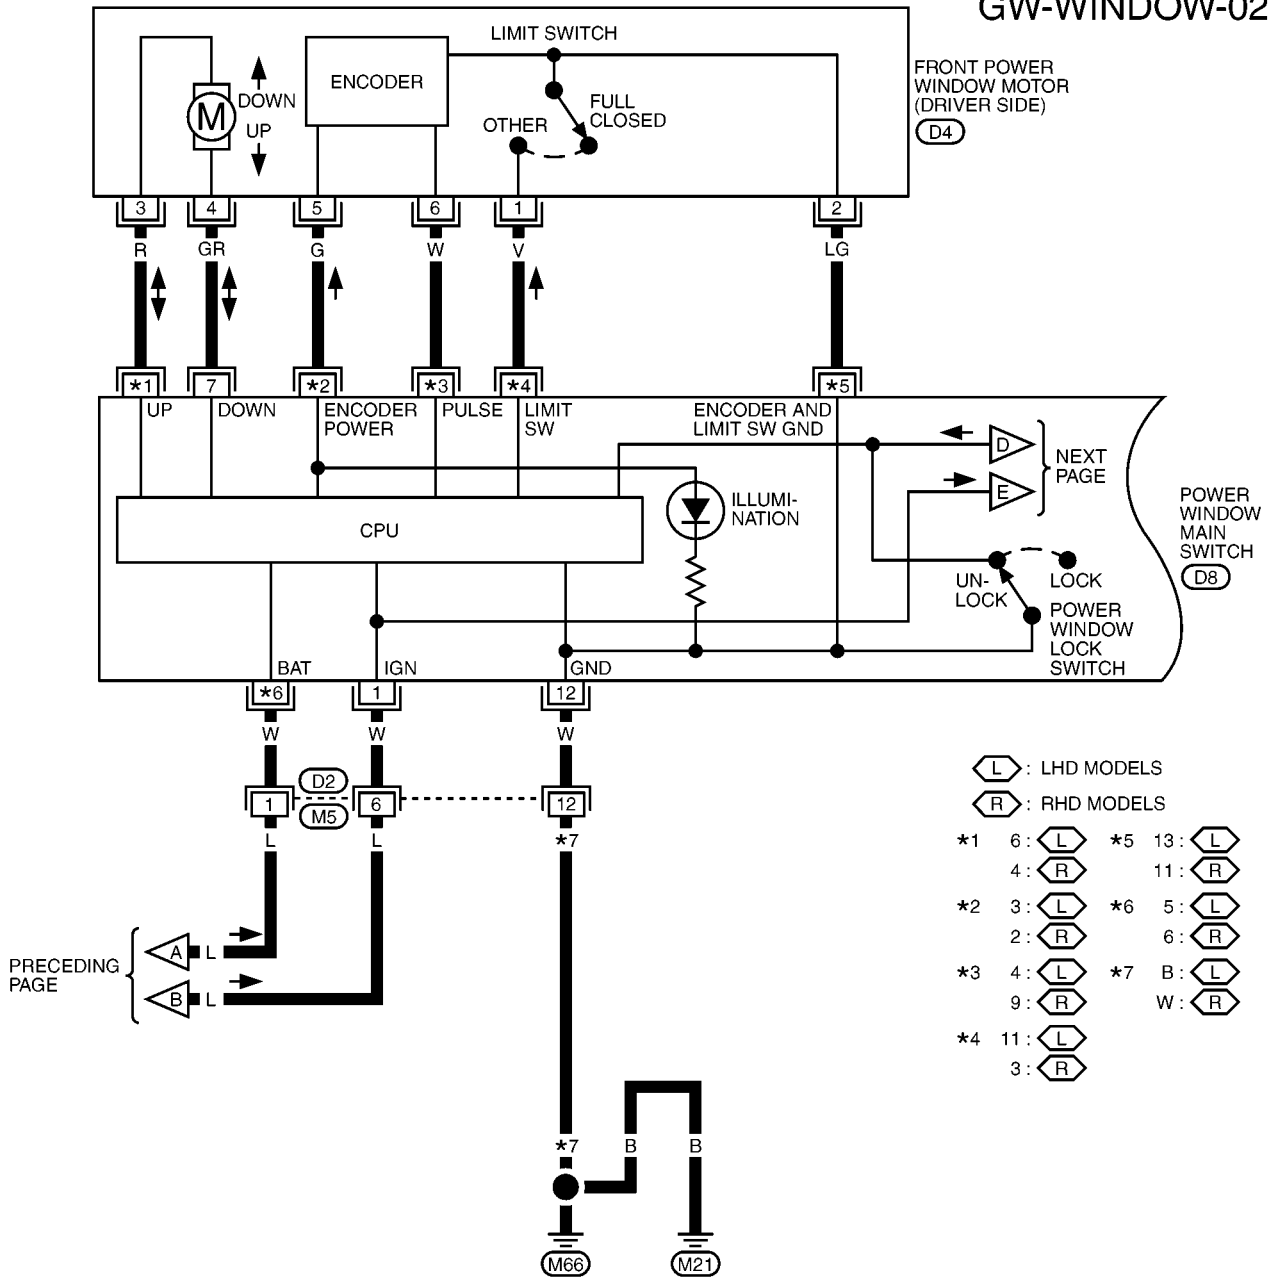 GW-WINDOW-02
LIMIT SWITCH
ENCODER
M
DOWN
UP
OTHER
FULL
CLOSED
FRONT POWER
WINDOW MOTOR
(DRIVER SIDE)
D4
3 4 5 6 1 2
R GR G W V LG
*1 7 *2 *3 *4 *5
UP
DOWN
ENCODER
POWER
PULSE
LIMIT
SW
ENCODER AND
LIMIT SW GND
D
E
NEXT
PAGE
CPU
ILLUMI-
NATION
UN-
LOCK
LOCK
POWER
WINDOW
LOCK
SWITCH
POWER
WINDOW
MAIN
SWITCH
D8
BAT IGN GND
*6 1 12
W W W
D2
1 6 12
M5
L L *7
A L
B L
PRECEDING
PAGE
L : LHD MODELS
R : RHD MODELS
*1 6 : L *5 13 : L
4 : R 11 : R
*2 3 : L *6 5 : L
2 : R 6 : R
*3 4 : L *7 B : L
9 : R W : R
*4 11 : L
3 : R
*7 B B
M66 M21